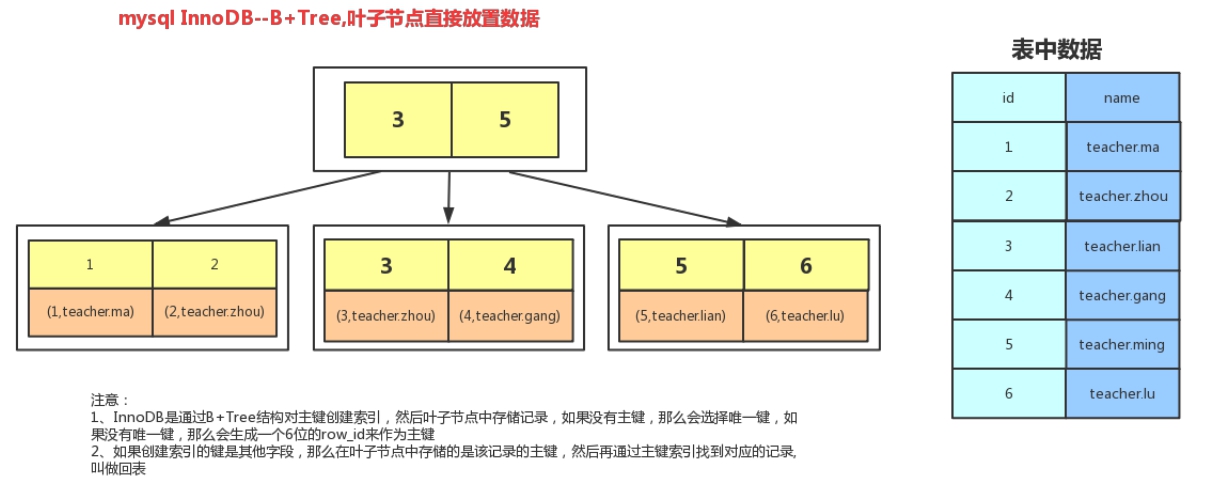 mysql InnoDB--B+Tree,叶子节点直接放置数据
表中数据
3 5
1 2
(1,teacher.ma) (2,teacher.zhou)
3 4
(3,teacher.zhou) (4,teacher.gang)
5 6
(5,teacher.lian) (6,teacher.lu)
id name
1 teacher.ma
2 teacher.zhou
3 teacher.lian
4 teacher.gang
5 teacher.ming
6 teacher.lu
注意：
1、InnoDB是通过B+Tree结构对主键创建索引，然后叶子节点中存储记录，如果没有主键，那么会选择唯一键，如
果没有唯一键，那么会生成一个6位的row_id来作为主键
2、如果创建索引的键是其他字段，那么在叶子节点中存储的是该记录的主键，然后再通过主键索引找到对应的记录,
叫做回表